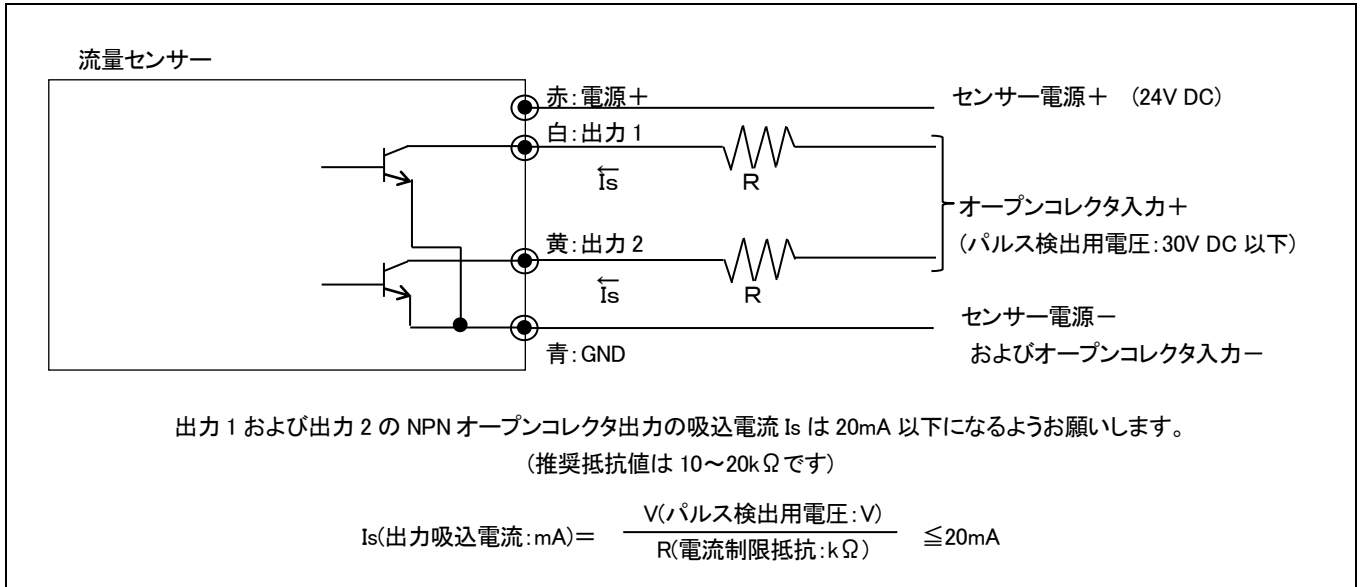 流量センサー
赤：電源＋
センサー電源＋ (24V DC)
白：出力 1
Is
R
オープンコレクタ入力＋
(パルス検出用電圧：30V DC 以下)
黄：出力 2
Is
R
センサー電源－
およびオープンコレクタ入力－
青：GND
出力 1 および出力 2 の NPN オープンコレクタ出力の吸込電流 Is は 20mA 以下になるようお願いします。
(推奨抵抗値は 10～20kΩです)
Is(出力吸込電流：mA)＝ V(パルス検出用電圧：V)
R(電流制限抵抗：kΩ) ≦20mA